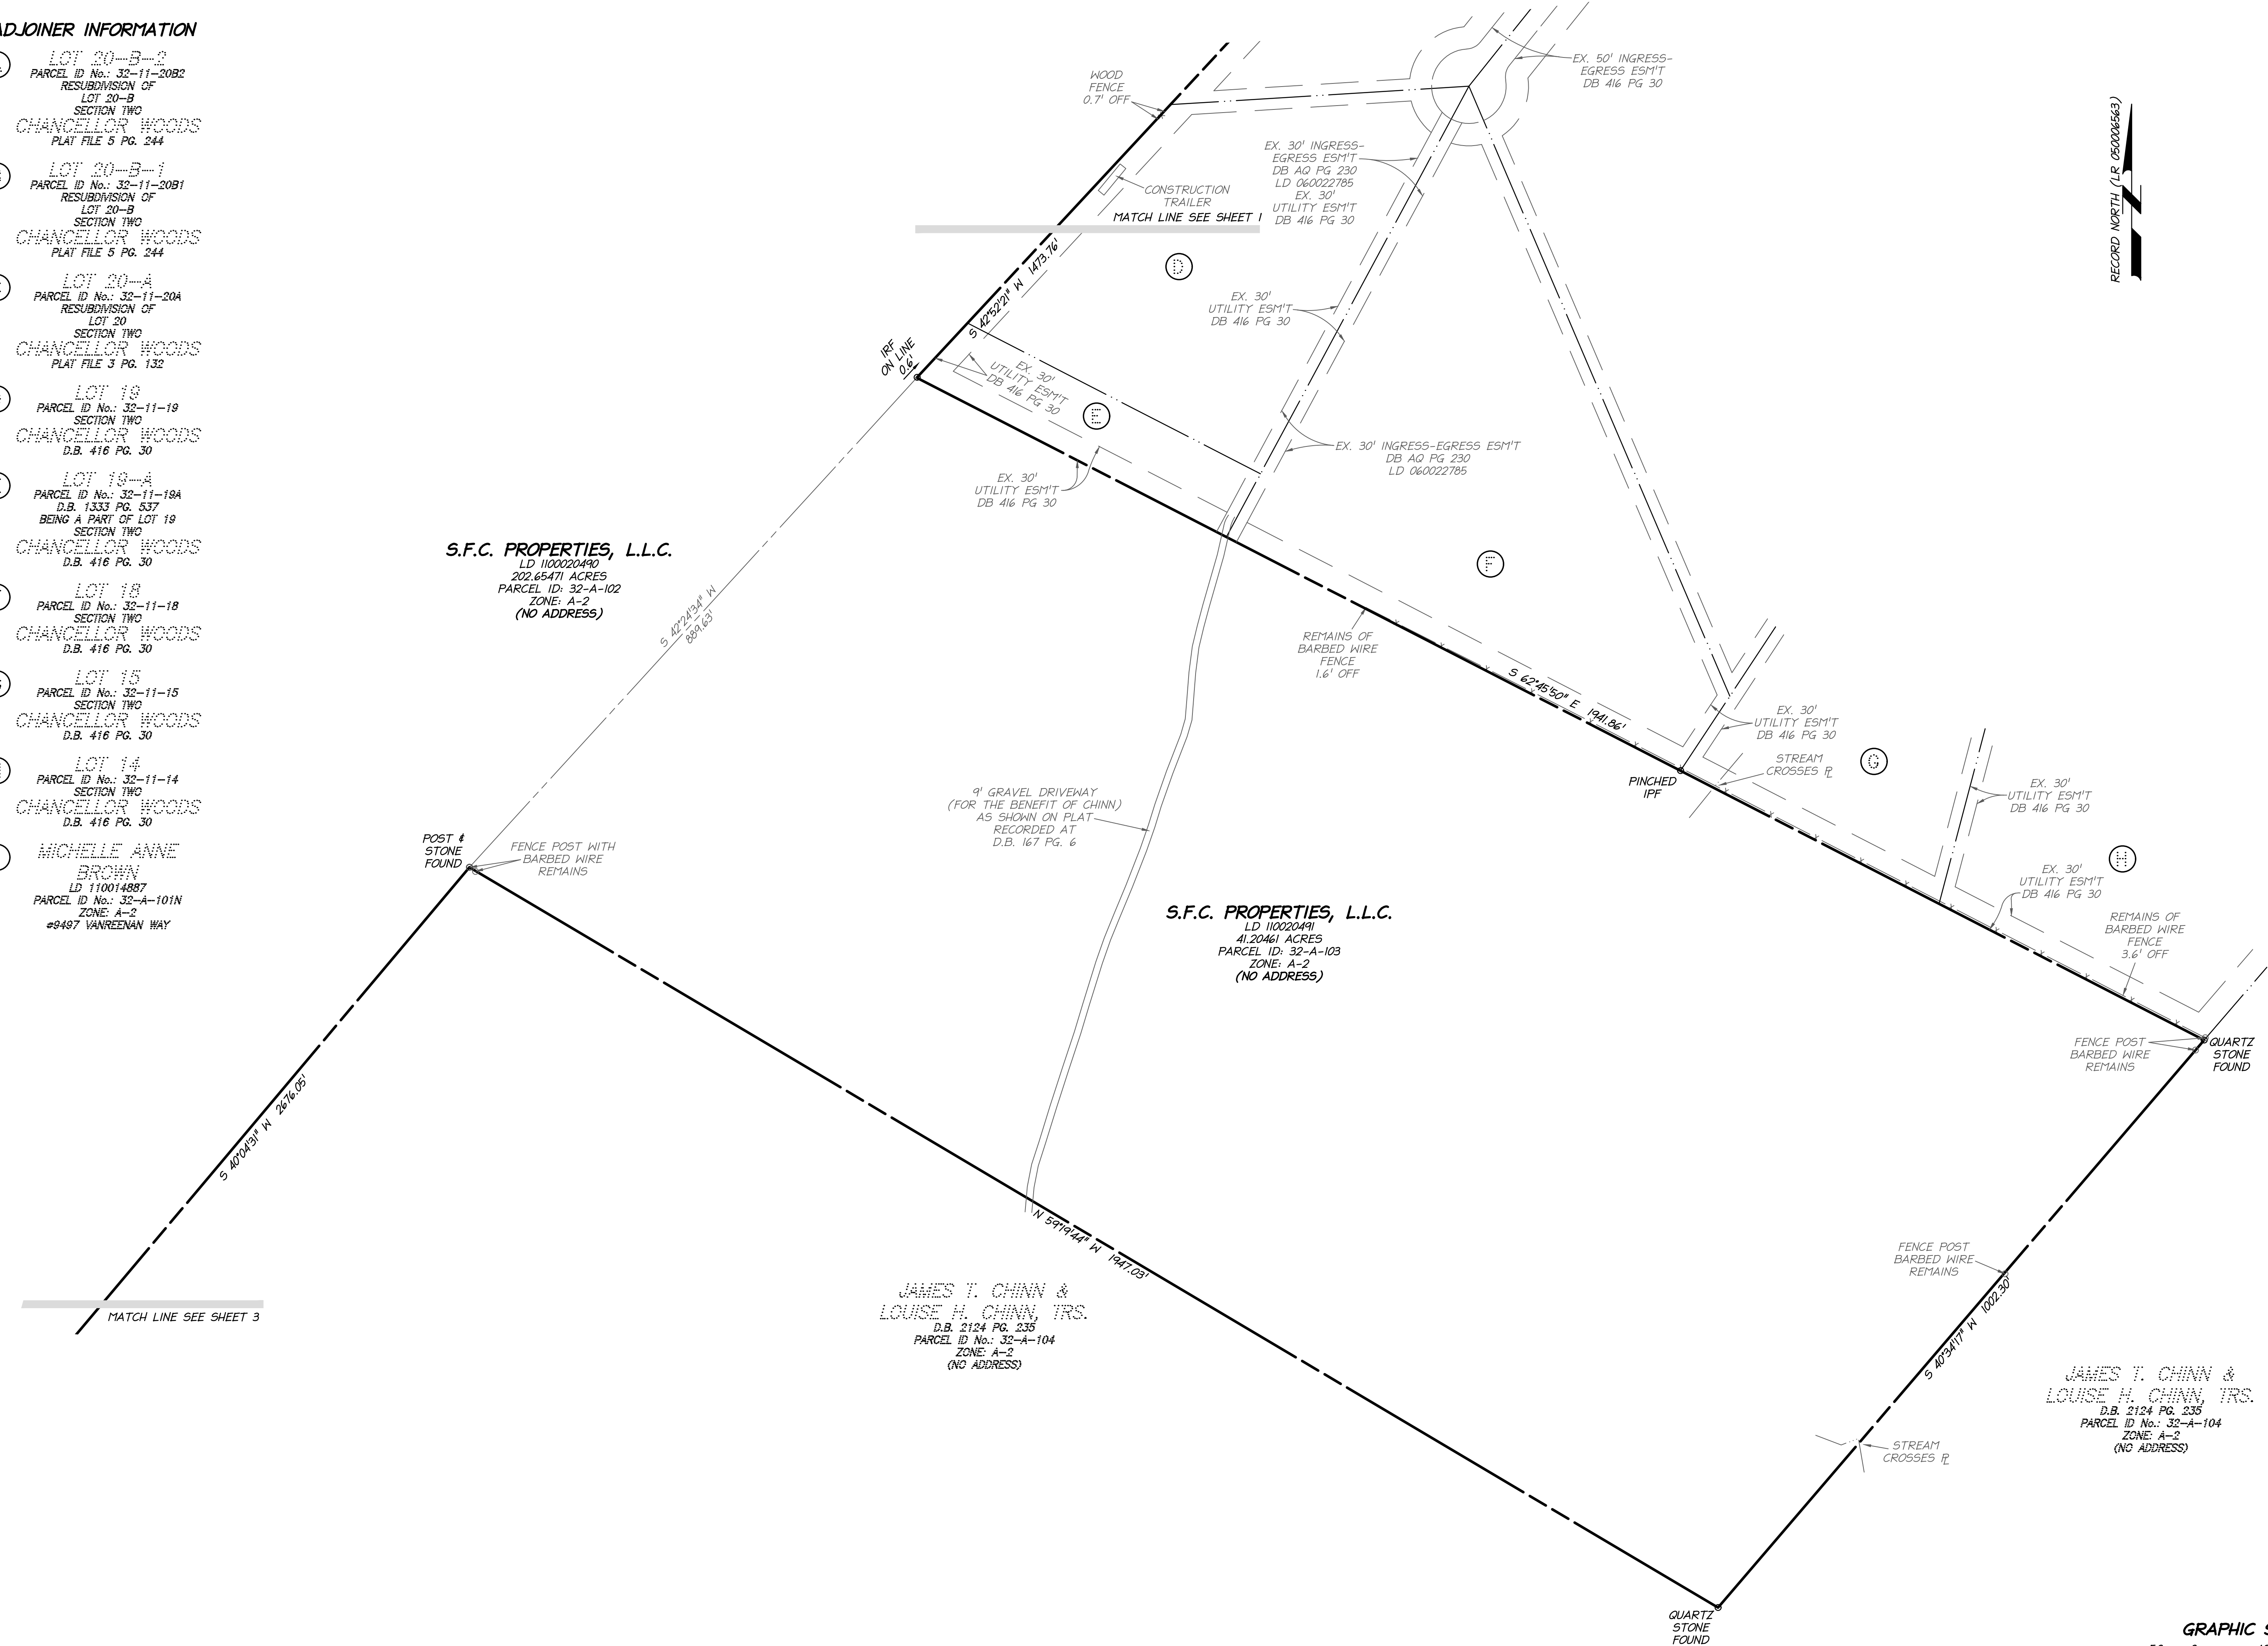 ADJOINER INFORMATION
LOT 20-B-2
PARCEL ID No.: 32-11-20B2
RESUBDIVISION OF
LOT 20-B
SECTION TWO
CHANCELLOR WOODS
PLAT FILE 5 PG. 244
LOT 20-B-1
PARCEL ID No.: 32-11-20B1
RESUBDIVISION OF
LOT 20-B
SECTION TWO
CHANCELLOR WOODS
PLAT FILE 5 PG. 244
LOT 20-A
PARCEL ID No.: 32-11-20A
RESUBDIVISION OF
LOT 20
SECTION TWO
CHANCELLOR WOODS
PLAT FILE 3 PG. 132
LOT 19
PARCEL ID No.: 32-11-19
SECTION TWO
CHANCELLOR WOODS
D.B. 416 PG. 30
LOT 19-A
PARCEL ID No.: 32-11-19A
D.B. 1333 PG. 537
BEING A PART OF LOT 19
SECTION TWO
CHANCELLOR WOODS
D.B. 416 PG. 30
LOT 18
PARCEL ID No.: 32-11-18
SECTION TWO
CHANCELLOR WOODS
D.B. 416 PG. 30
LOT 15
PARCEL ID No.: 32-11-15
SECTION TWO
CHANCELLOR WOODS
D.B. 416 PG. 30
LOT 14
PARCEL ID No.: 32-11-14
SECTION TWO
CHANCELLOR WOODS
D.B. 416 PG. 30
MICHELLE ANNE
BROWN
LD 110014887
PARCEL ID No.: 32-A-101N
ZONE: A-2
#9497 VANREENAN WAY
WOOD
FENCE
0.7' OFF
EX. 50' INGRESS-
EGRESS ESM'T
DB 416 PG 30
EX. 30' INGRESS-
EGRESS ESM'T
DB AQ PG 230
LD 060022785
EX. 30'
UTILITY ESM'T
DB 416 PG 30
CONSTRUCTION
TRAILER
MATCH LINE SEE SHEET 1
RECORD NORTH (LR 050006563)
N
D
S 42°52'21" W 1473.76'
EX. 30'
UTILITY ESM'T
DB 416 PG 30
IRF
ON LINE
0.6'
EX. 30'
UTILITY ESM'T
DB 416 PG 30
E
EX. 30' INGRESS-EGRESS ESM'T
DB AQ PG 230
LD 060022785
EX. 30'
UTILITY ESM'T
DB 416 PG 30
F
S.F.C. PROPERTIES, L.L.C.
LD 1100020490
202.65471 ACRES
PARCEL ID: 32-A-102
ZONE: A-2
(NO ADDRESS)
S 42°24'34" W
889.63'
REMAINS OF
BARBED WIRE
FENCE
1.6' OFF
S 62°45'50" E 1941.86'
EX. 30'
UTILITY ESM'T
DB 416 PG 30
STREAM
CROSSES PL
G
PINCHED
IPF
EX. 30'
UTILITY ESM'T
DB 416 PG 30
9' GRAVEL DRIVEWAY
(FOR THE BENEFIT OF CHINN)
AS SHOWN ON PLAT
RECORDED AT
D.B. 167 PG. 6
POST &
STONE
FOUND
FENCE POST WITH
BARBED WIRE
REMAINS
H
EX. 30'
UTILITY ESM'T
DB 416 PG 30
REMAINS OF
BARBED WIRE
FENCE
3.6' OFF
S.F.C. PROPERTIES, L.L.C.
LD 110020491
41.20461 ACRES
PARCEL ID: 32-A-103
ZONE: A-2
(NO ADDRESS)
FENCE POST
BARBED WIRE
REMAINS
QUARTZ
STONE
FOUND
S 40°04'31" W 2676.05'
N 59°19'44" W 1947.03'
FENCE POST
BARBED WIRE
REMAINS
S 40°34'17" W 1002.30'
MATCH LINE SEE SHEET 3
JAMES T. CHINN &
LOUISE H. CHINN, TRS.
D.B. 2124 PG. 235
PARCEL ID No.: 32-A-104
ZONE: A-2
(NO ADDRESS)
JAMES T. CHINN &
LOUISE H. CHINN, TRS.
D.B. 2124 PG. 235
PARCEL ID No.: 32-A-104
ZONE: A-2
(NO ADDRESS)
STREAM
CROSSES PL
QUARTZ
STONE
FOUND
GRAPHIC